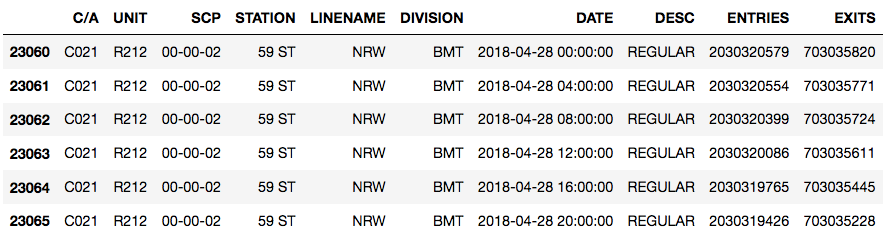 C/A UNIT SCP STATION LINENAME DIVISION DATE DESC ENTRIES EXITS
23060 C021 R212 00-00-02 59 ST NRW BMT 2018-04-28 00:00:00 REGULAR 2030320579 703035820
23061 C021 R212 00-00-02 59 ST NRW BMT 2018-04-28 04:00:00 REGULAR 2030320554 703035771
23062 C021 R212 00-00-02 59 ST NRW BMT 2018-04-28 08:00:00 REGULAR 2030320399 703035724
23063 C021 R212 00-00-02 59 ST NRW BMT 2018-04-28 12:00:00 REGULAR 2030320086 703035611
23064 C021 R212 00-00-02 59 ST NRW BMT 2018-04-28 16:00:00 REGULAR 2030319765 703035445
23065 C021 R212 00-00-02 59 ST NRW BMT 2018-04-28 20:00:00 REGULAR 2030319426 703035228